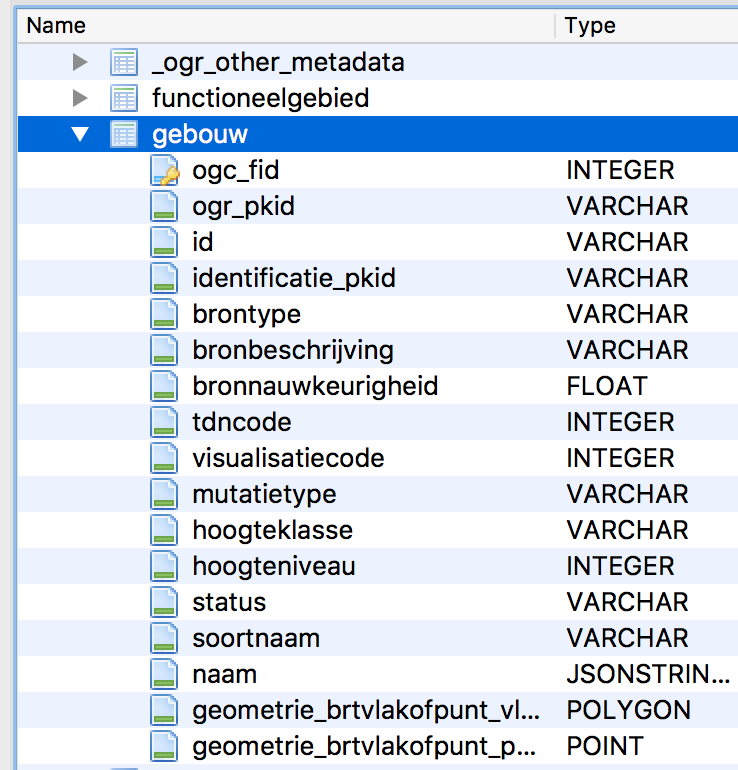 Name Type
_ogr_other_metadata
functioneelgebied
gebouw
ogc_fid INTEGER
ogr_pkid VARCHAR
id VARCHAR
identificatie_pkid VARCHAR
brontype VARCHAR
bronbeschrijving VARCHAR
bronnauwkeurigheid FLOAT
tdncode INTEGER
visualisatiecode INTEGER
mutatietype VARCHAR
hoogteklasse VARCHAR
hoogteniveau INTEGER
status VARCHAR
soortnaam VARCHAR
naam JSONSTRIN...
geometrie_brtvlakofpunt_vl... POLYGON
geometrie_brtvlakofpunt_p... POINT